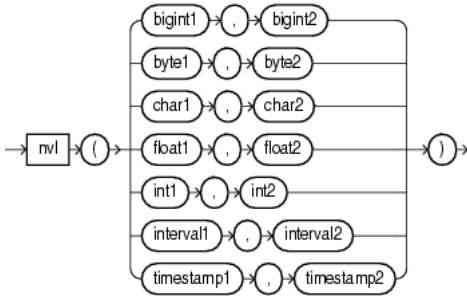 bigint1 , bigint2
byte1 , byte2
char1 , char2
nvl ( float1 , float2 )
int1 , int2
interval1 , interval2
timestamp1 , timestamp2